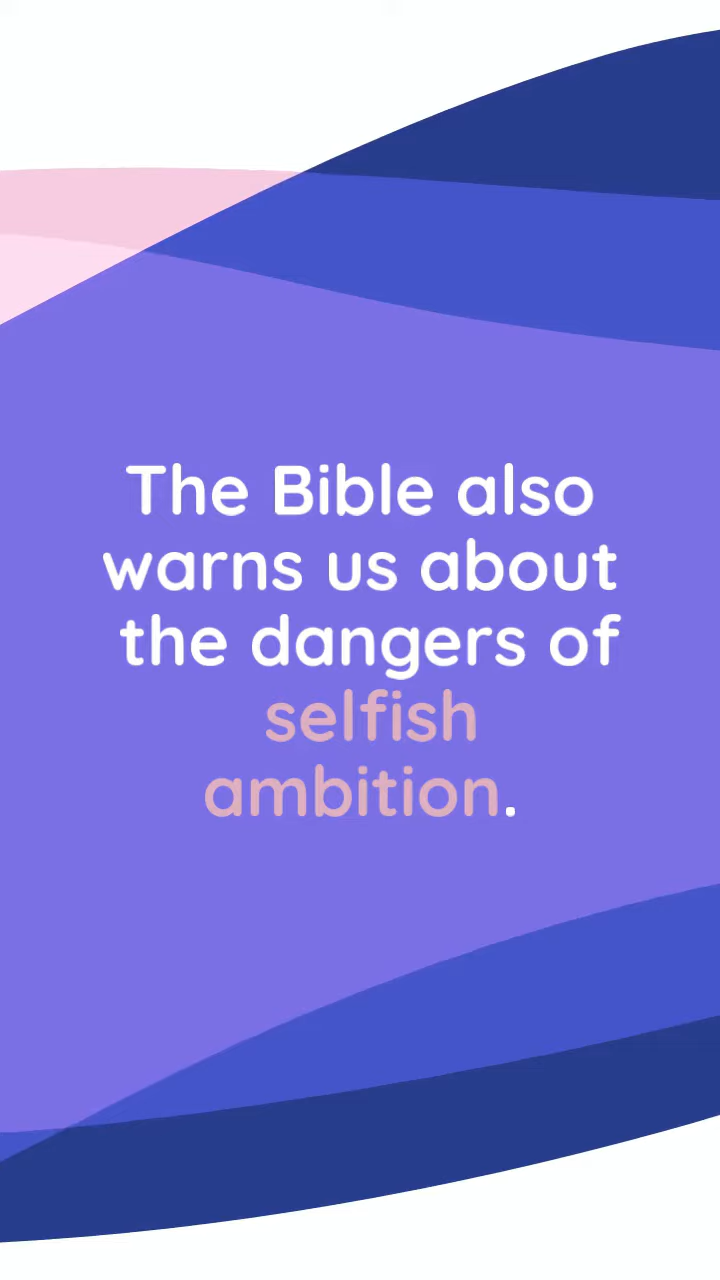 The Bible also
warns us about
the dangers of
selfish
ambition.